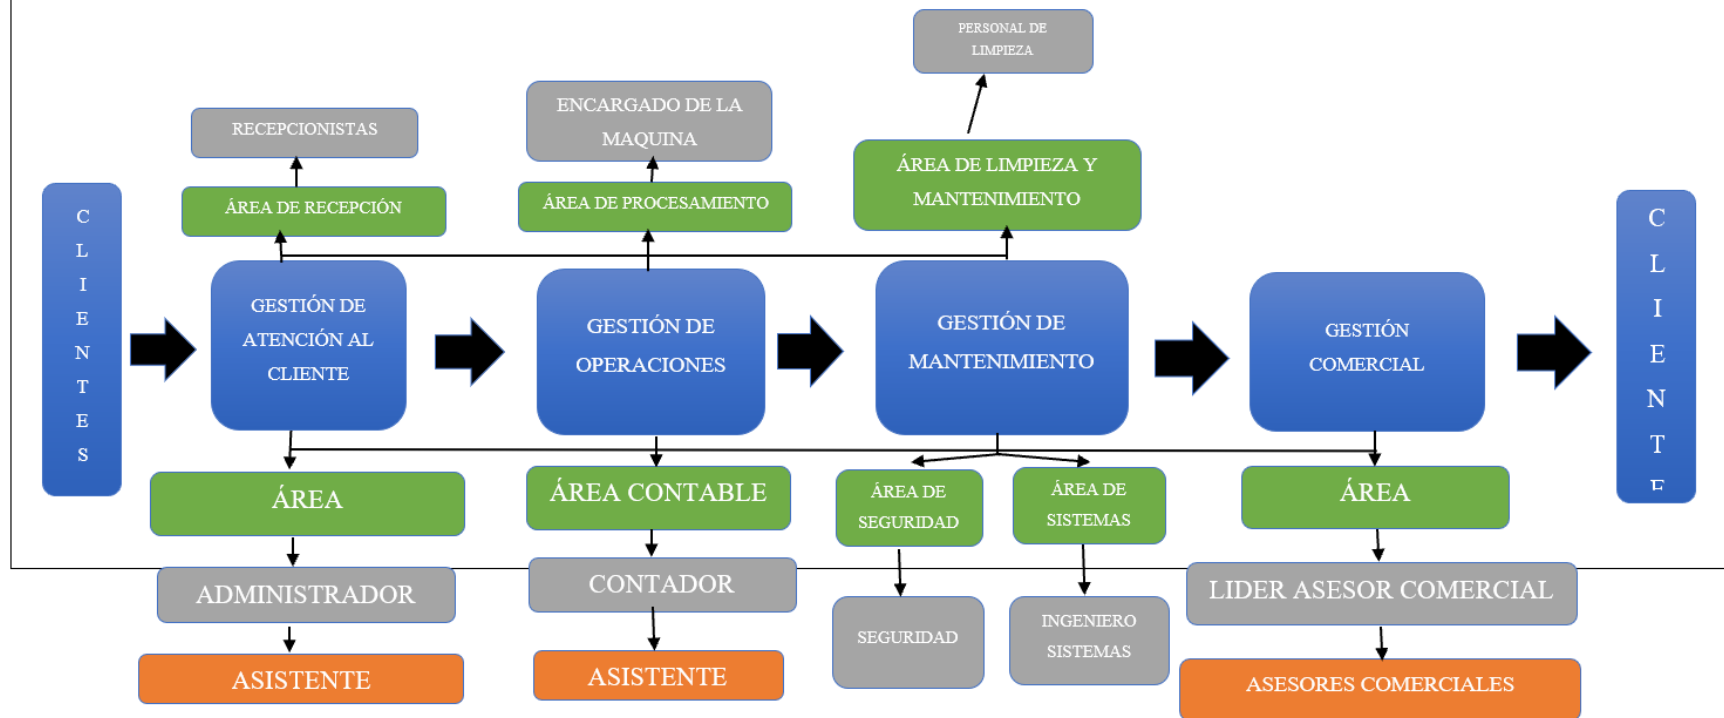 PERSONAL DE
LIMPIEZA
RECEPCIONISTAS
ENCARGADO DE LA
MAQUINA
ÁREA DE RECEPCIÓN
ÁREA DE PROCESAMIENTO
ÁREA DE LIMPIEZA Y
MANTENIMIENTO
C
L
I
E
N
T
E
S
GESTIÓN DE
ATENCIÓN AL
CLIENTE
GESTIÓN DE
OPERACIONES
GESTIÓN DE
MANTENIMIENTO
GESTIÓN
COMERCIAL
C
L
I
E
N
T
E
ÁREA
ÁREA CONTABLE
ÁREA DE
SEGURIDAD
ÁREA DE
SISTEMAS
ÁREA
ADMINISTRADOR
CONTADOR
SEGURIDAD
INGENIERO
SISTEMAS
LIDER ASESOR COMERCIAL
ASISTENTE
ASISTENTE
ASESORES COMERCIALES